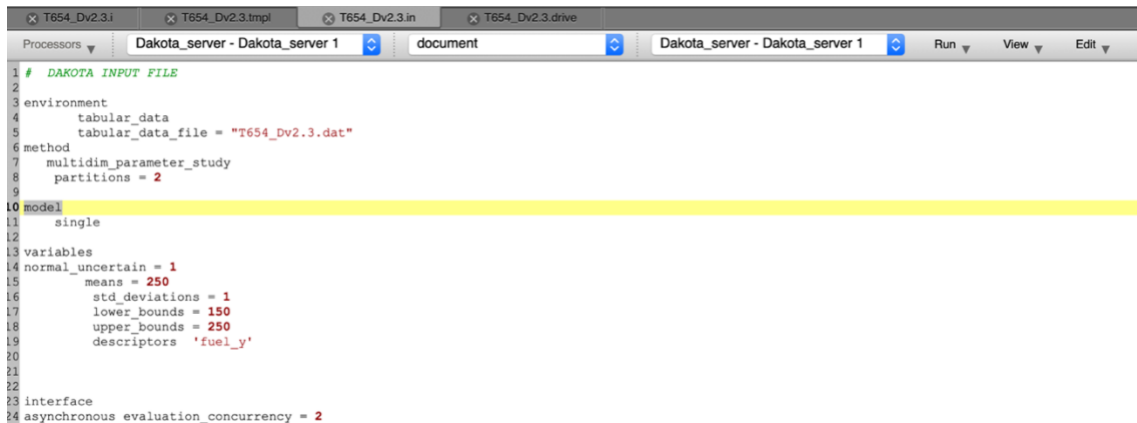 T654_Dv2.3.i T654_Dv2.3.tmpl T654_Dv2.3.in T654_Dv2.3.drive
Processors Dakota_server - Dakota_server 1 document Dakota_server - Dakota_server 1 Run View Edit
1 # DAKOTA INPUT FILE
2
3 environment
4 tabular_data
5 tabular_data_file = "T654_Dv2.3.dat"
6 method
7 multidim_parameter_study
8 partitions = 2
9
10 model
11 single
12
13 variables
14 normal_uncertain = 1
15 means = 250
16 std_deviations = 1
17 lower_bounds = 150
18 upper_bounds = 250
19 descriptors 'fuel_y'
20
21
22
23 interface
24 asynchronous evaluation_concurrency = 2